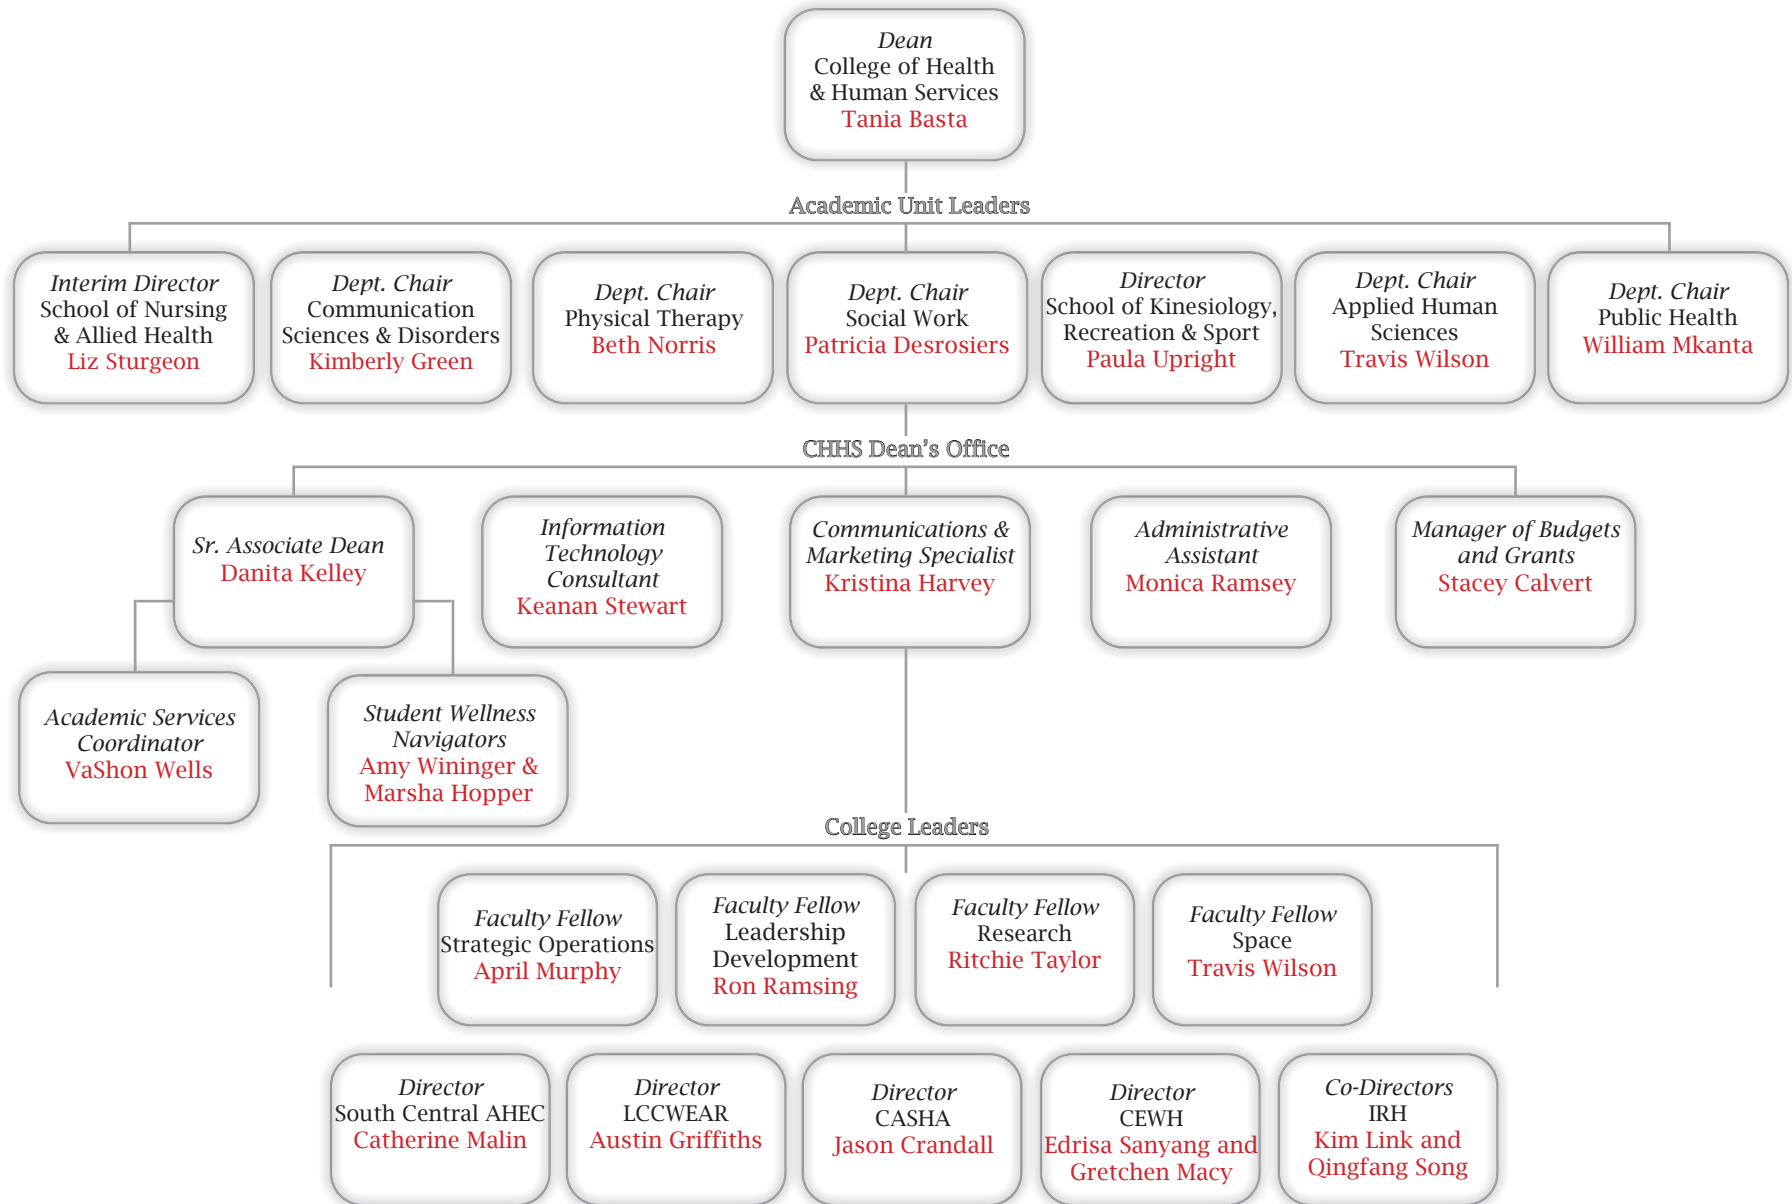 Dean
College of Health
& Human Services
Tania Basta
Academic Unit Leaders
Interim Director
School of Nursing
& Allied Health
Liz Sturgeon
Dept. Chair
Communication
Sciences & Disorders
Kimberly Green
Dept. Chair
Physical Therapy
Beth Norris
Dept. Chair
Social Work
Patricia Desrosiers
Director
School of Kinesiology,
Recreation & Sport
Paula Upright
Dept. Chair
Applied Human
Sciences
Travis Wilson
Dept. Chair
Public Health
William Mkanta
CHHS Dean’s Office
Sr. Associate Dean
Danita Kelley
Information
Technology
Consultant
Keanan Stewart
Communications &
Marketing Specialist
Kristina Harvey
Administrative
Assistant
Monica Ramsey
Manager of Budgets
and Grants
Stacey Calvert
Academic Services
Coordinator
VaShon Wells
Student Wellness
Navigators
Amy Wininger &
Marsha Hopper
College Leaders
Faculty Fellow
Strategic Operations
April Murphy
Faculty Fellow
Leadership
Development
Ron Ramsing
Faculty Fellow
Research
Ritchie Taylor
Faculty Fellow
Space
Travis Wilson
Director
South Central AHEC
Catherine Malin
Director
LCCWEAR
Austin Griffiths
Director
CASHA
Jason Crandall
Director
CEWH
Edrisa Sanyang and
Gretchen Macy
Co-Directors
IRH
Kim Link and
Qingfang Song